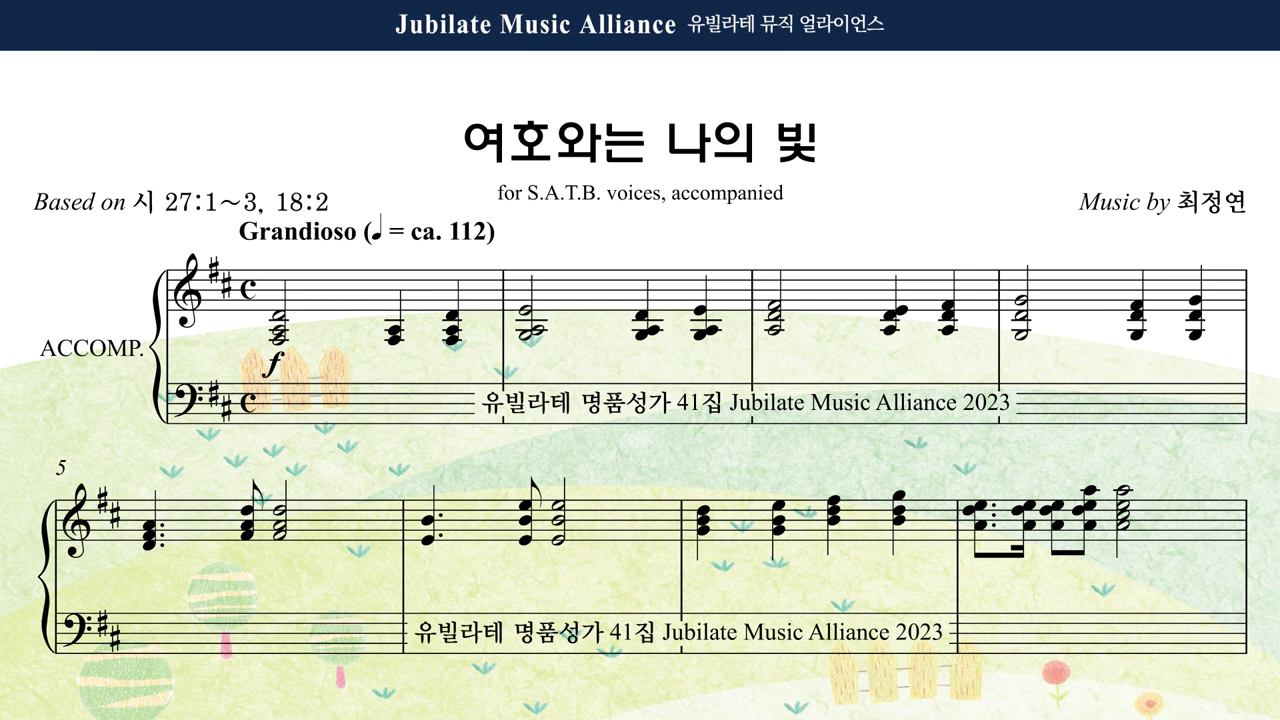 Jubilate Music Alliance 유빌라테 뮤직 얼라이언스
여호와는 나의 빛
for S.A.T.B. voices, accompanied
Based on 시 27:1~3, 18:2
Music by 최정연
Grandioso (♩ = ca. 112)
ACCOMP.
f
유빌라테 명품성가 41집 Jubilate Music Alliance 2023
5
유빌라테 명품성가 41집 Jubilate Music Alliance 2023